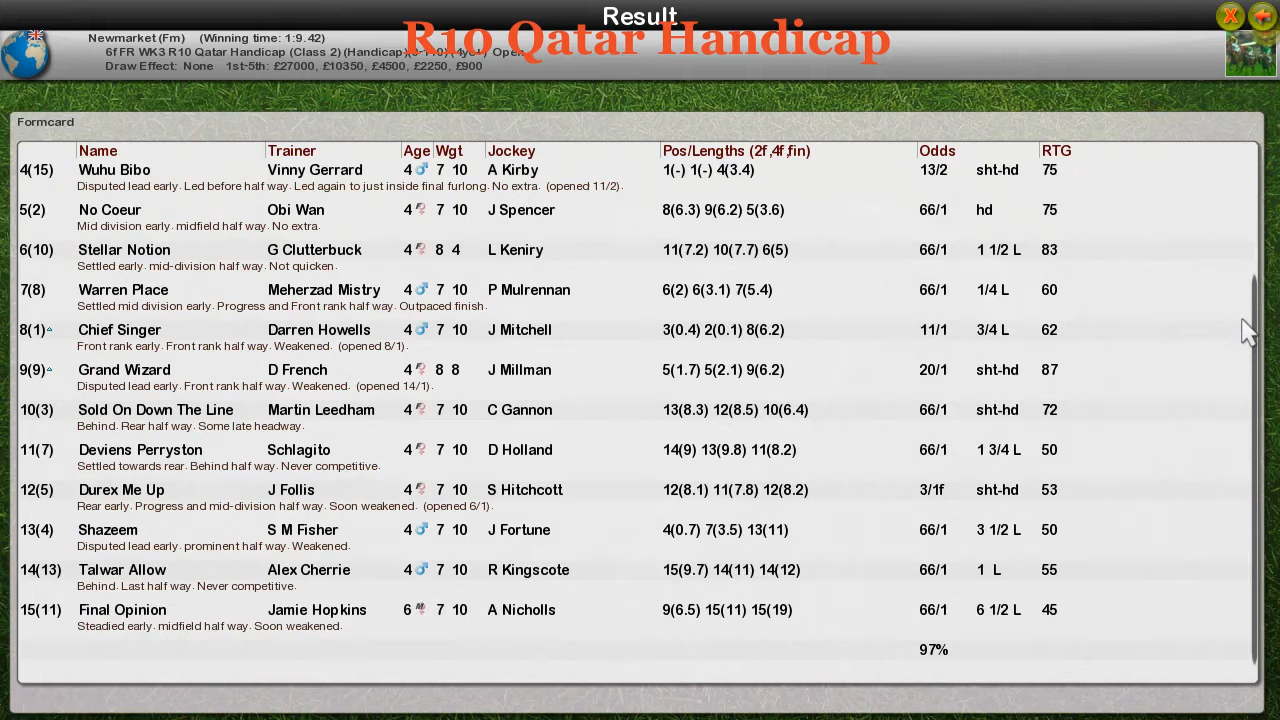 Result
R10 Qatar Handicap
Newmarket (Fm) (Winning time: 1:9.42)
6f FR WK3 R10 Qatar Handicap (Class 2) (Handicap) Open
Draw Effect: None 1st-5th: £27000, £10350, £4500, £2250, £900
Formcard
Name Trainer Age Wgt Jockey Pos/Lengths (2f,4f,fin) Odds RTG
4(15) Wuhu Bibo Vinny Gerrard 4 7 10 A Kirby 1(-) 1(-) 4(3.4) 13/2 sht-hd 75
Disputed lead early. Led before half way. Led again to just inside final furlong. No extra. (opened 11/2).
5(2) No Coeur Obi Wan 4 7 10 J Spencer 8(6.3) 9(6.2) 5(3.6) 66/1 hd 75
Mid division early. midfield half way. No extra.
6(10) Stellar Notion G Clutterbuck 4 8 4 L Keniry 11(7.2) 10(7.7) 6(5) 66/1 1 1/2 L 83
Settled early. mid-division half way. Not quicken.
7(8) Warren Place Meherzad Mistry 4 7 10 P Mulrennan 6(2) 6(3.1) 7(5.4) 66/1 1/4 L 60
Settled mid division early. Progress and Front rank half way. Outpaced finish.
8(1) Chief Singer Darren Howells 4 7 10 J Mitchell 3(0.4) 2(0.1) 8(6.2) 11/1 3/4 L 62
Front rank early. Front rank half way. Weakened. (opened 8/1).
9(9) Grand Wizard D French 4 8 8 J Millman 5(1.7) 5(2.1) 9(6.2) 20/1 sht-hd 87
Disputed lead early. Front rank half way. Weakened. (opened 14/1).
10(3) Sold On Down The Line Martin Leedham 4 7 10 C Gannon 13(8.3) 12(8.5) 10(6.4) 66/1 sht-hd 72
Behind. Rear half way. Some late headway.
11(7) Deviens Perryston Schlagito 4 7 10 D Holland 14(9) 13(9.8) 11(8.2) 66/1 1 3/4 L 50
Settled towards rear. Behind half way. Never competitive.
12(5) Durex Me Up J Follis 4 7 10 S Hitchcott 12(8.1) 11(7.8) 12(8.2) 3/1f sht-hd 53
Rear early. Progress and mid-division half way. Soon weakened. (opened 6/1).
13(4) Shazeem S M Fisher 4 7 10 J Fortune 4(0.7) 7(3.5) 13(11) 66/1 3 1/2 L 50
Disputed lead early. prominent half way. Weakened.
14(13) Talwar Allow Alex Cherrie 4 7 10 R Kingscote 15(9.7) 14(11) 14(12) 66/1 1 L 55
Behind. Last half way. Never competitive.
15(11) Final Opinion Jamie Hopkins 6 7 10 A Nicholls 9(6.5) 15(11) 15(19) 66/1 6 1/2 L 45
Steadied early. midfield half way. Soon weakened.
97%